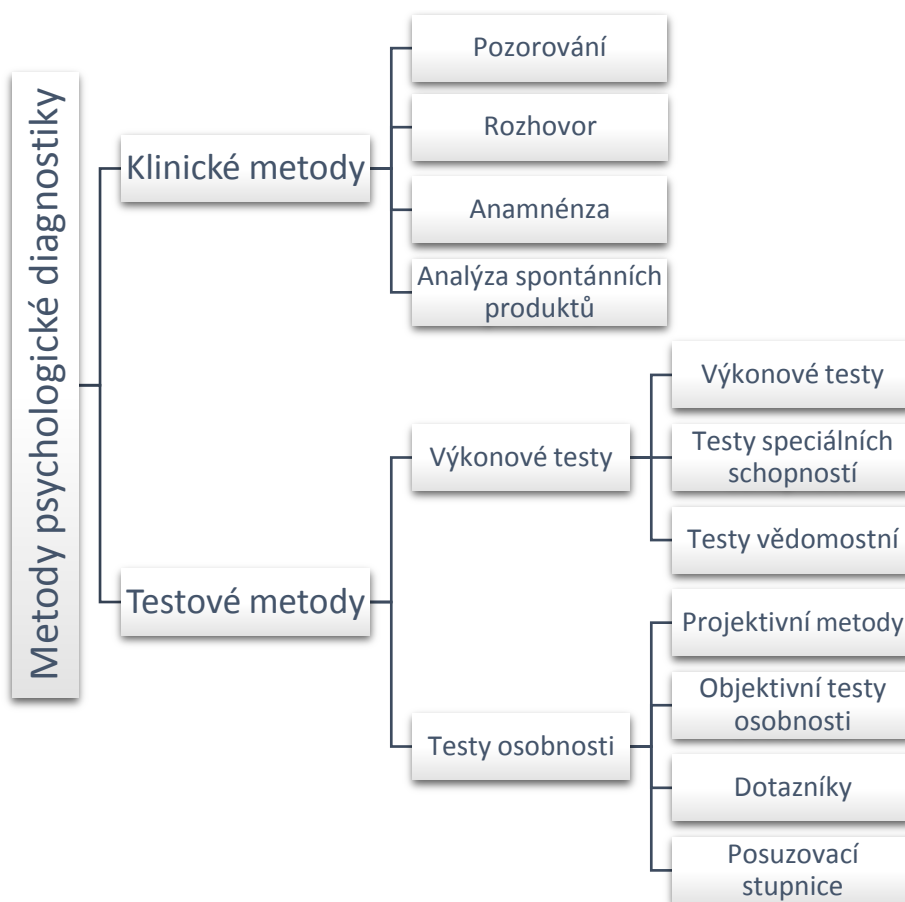 Metody psychologické diagnostiky
Klinické metody
Pozorování
Rozhovor
Anamnénza
Analýza spontánních
produktů
Testové metody
Výkonové testy
Výkonové testy
Testy speciálních
schopností
Testy vědomostní
Testy osobnosti
Projektivní metody
Objektivní testy
osobnosti
Dotazníky
Posuzovací
stupnice